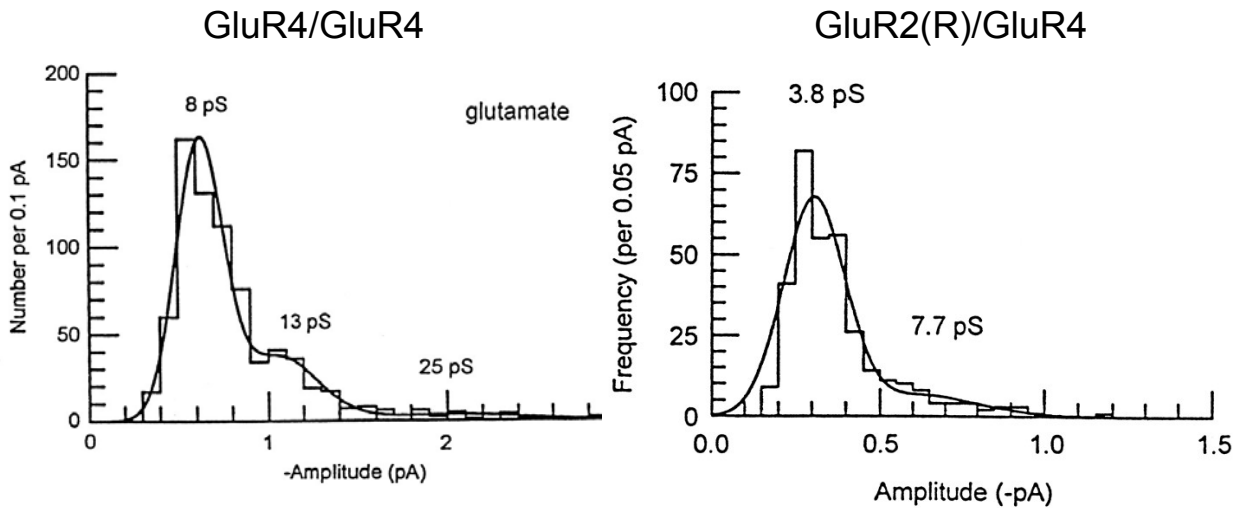 GluR4/GluR4
200
150
100
50
0
Number per 0.1 pA
8 pS
13 pS
25 pS
glutamate
0
1
2
-Amplitude (pA)
GluR2(R)/GluR4
100
75
50
25
0
Frequency (per 0.05 pA)
3.8 pS
7.7 pS
0.0
0.5
1.0
1.5
Amplitude (-pA)